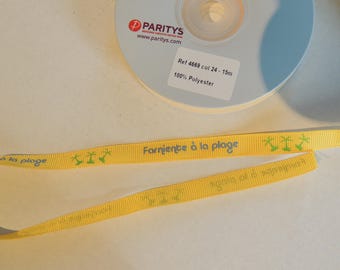 PARITYS
www.paritys.com
Ref 4669 col 24 - 15m
100% Polyester
Farniente à la plage
à la plage